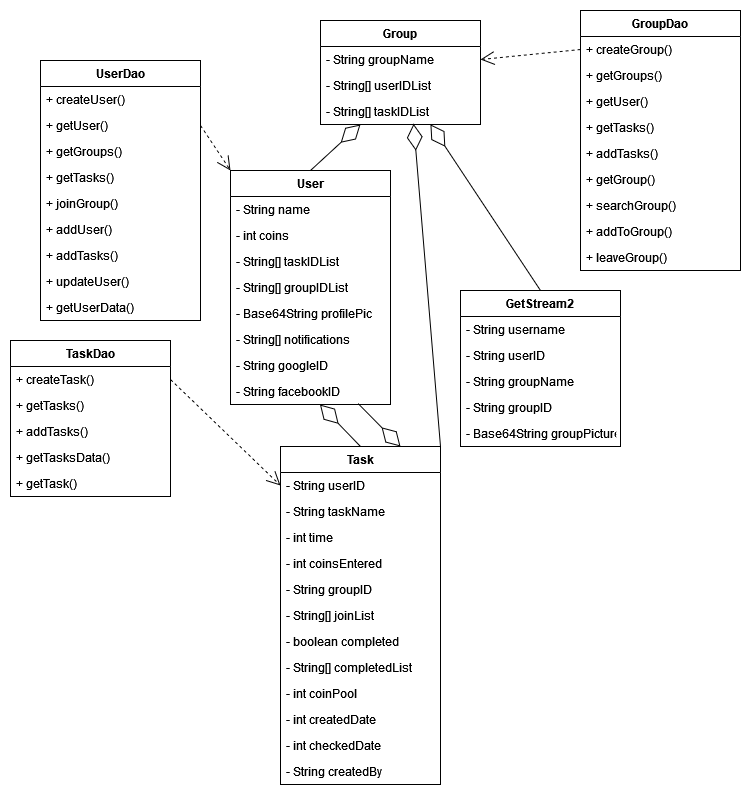 Group
- String groupName
- String[] userIDList
- String[] taskIDList
GroupDao
+ createGroup()
+ getGroups()
+ getUser()
+ getTasks()
+ addTasks()
+ getGroup()
+ searchGroup()
+ addToGroup()
+ leaveGroup()
UserDao
+ createUser()
+ getUser()
+ getGroups()
+ getTasks()
+ joinGroup()
+ addUser()
+ addTasks()
+ updateUser()
+ getUserData()
User
- String name
- int coins
- String[] taskIDList
- String[] groupIDList
- Base64String profilePic
- String[] notifications
- String googleID
- String facebookID
GetStream2
- String username
- String userID
- String groupName
- String groupID
- Base64String groupPicture
TaskDao
+ createTask()
+ getTasks()
+ addTasks()
+ getTasksData()
+ getTask()
Task
- String userID
- String taskName
- int time
- int coinsEntered
- String groupID
- String[] joinList
- boolean completed
- String[] completedList
- int coinPool
- int createdDate
- int checkedDate
- String createdBy